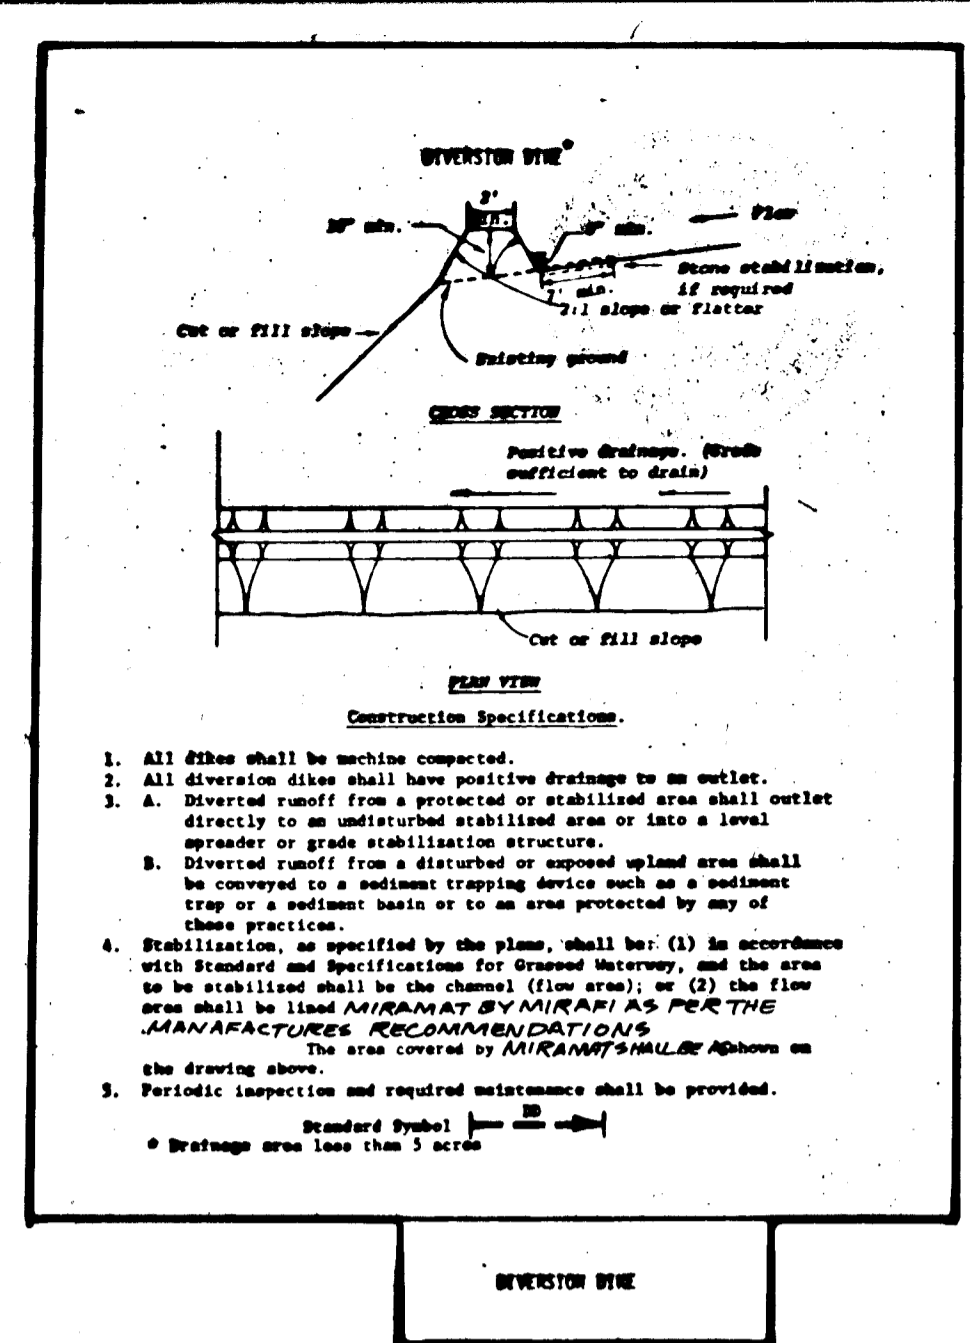 DIVERSION DIKE*
2'
min.
18" min.
8" min.
Flow
Stone stabilization,
if required
7' min.
2:1 slope or flatter
Cut or fill slope
Existing ground
CROSS SECTION
Positive drainage. (Grade
sufficient to drain)
Cut or fill slope
PLAN VIEW
Construction Specifications.
1. All dikes shall be machine compacted.
2. All diversion dikes shall have positive drainage to an outlet.
3. A. Diverted runoff from a protected or stabilized area shall outlet
directly to an undisturbed stabilized area or into a level
spreader or grade stabilization structure.
B. Diverted runoff from a disturbed or exposed upland area shall
be conveyed to a sediment trapping device such as a sediment
trap or a sediment basin or to an area protected by any of
these practices.
4. Stabilization, as specified by the plans, shall be: (1) in accordance
with Standard and Specifications for Grassed Waterway, and the area
to be stabilized shall be the channel (flow area); or (2) the flow
area shall be lined MIRAMAT BY MIRAFI AS PER THE
MANAFACTURES RECOMMENDATIONS
The area covered by MIRAMAT SHALL BE AS shown on
the drawing above.
5. Periodic inspection and required maintenance shall be provided.
Standard Symbol DD
* Drainage area less than 5 acres
DIVERSION DIKE